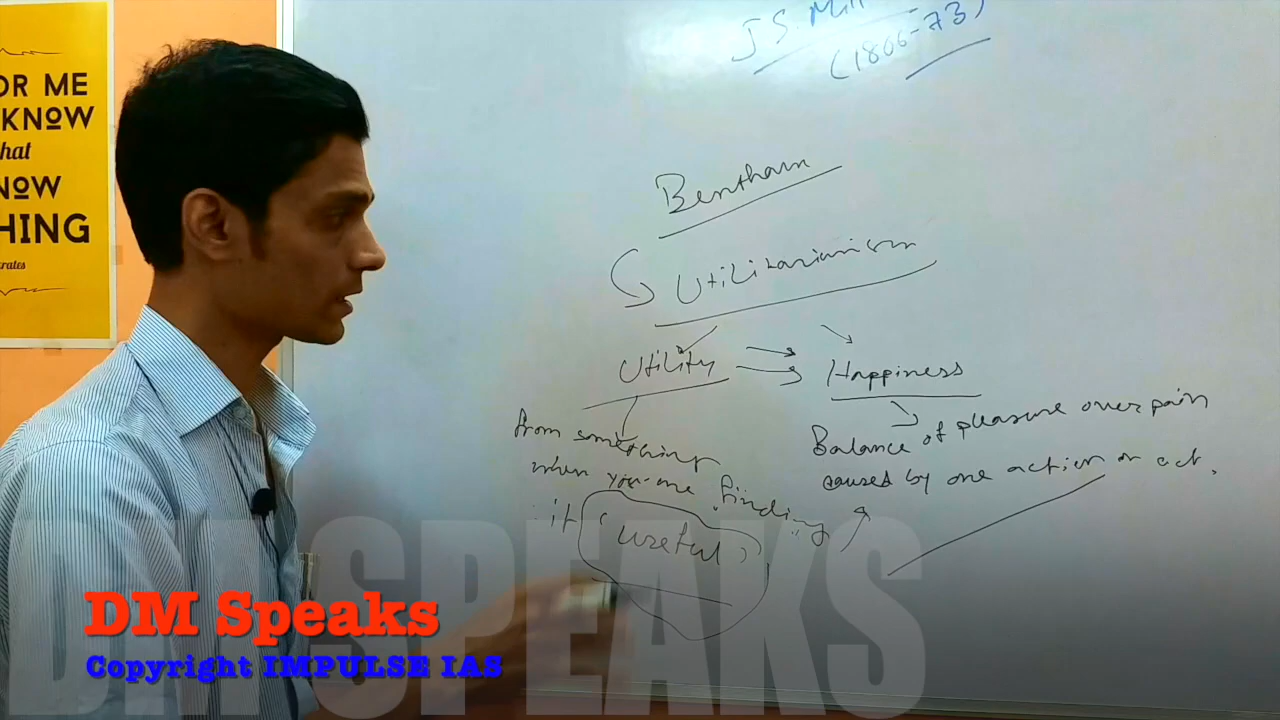 OR ME
KNOW
hat
NOW
HING
rates
J S. Mill
(1806-73)
Bentham
Utilitarianism
Utility
Happiness
from something
when you are finding
it 'useful'
Balance of pleasure over pain
caused by one action or act.
DM SPEAKS
DM Speaks
Copyright IMPULSE IAS